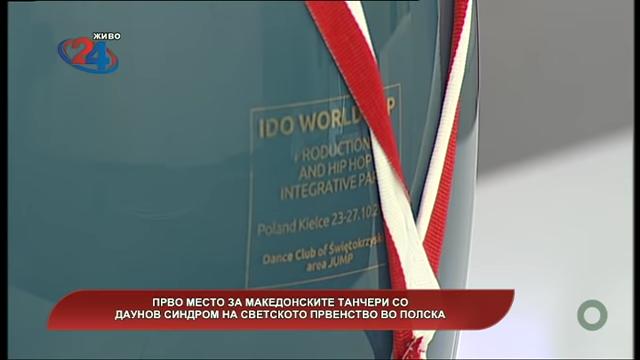 ЖИВО
24
IDO WORLD
PRODUCTION
AND HIP HOP
INTEGRATIVE
Poland Kielce 23-27.10
Dance Club of Świętokrzyski
area JUMP
ПРВО МЕСТО ЗА МАКЕДОНСКИТЕ ТАНЧЕРИ СО
ДАУНОВ СИНДРОМ НА СВЕТСКОТО ПРВЕНСТВО ВО ПОЛСКА